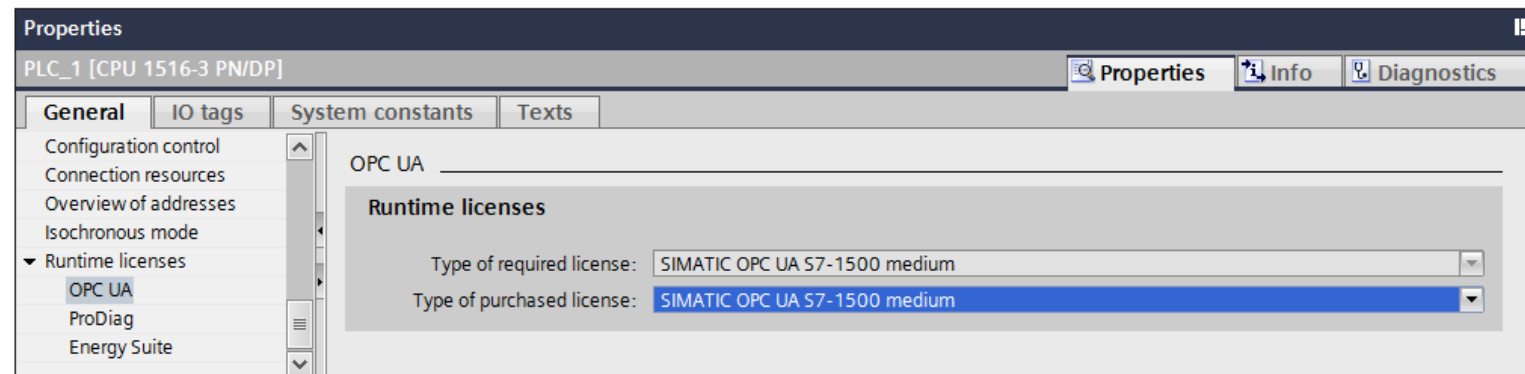 Properties
PLC_1 [CPU 1516-3 PN/DP]
Properties Info Diagnostics
General IO tags System constants Texts
Configuration control
Connection resources
Overview of addresses
Isochronous mode
Runtime licenses
OPC UA
ProDiag
Energy Suite
OPC UA
Runtime licenses
Type of required license: SIMATIC OPC UA S7-1500 medium
Type of purchased license: SIMATIC OPC UA S7-1500 medium